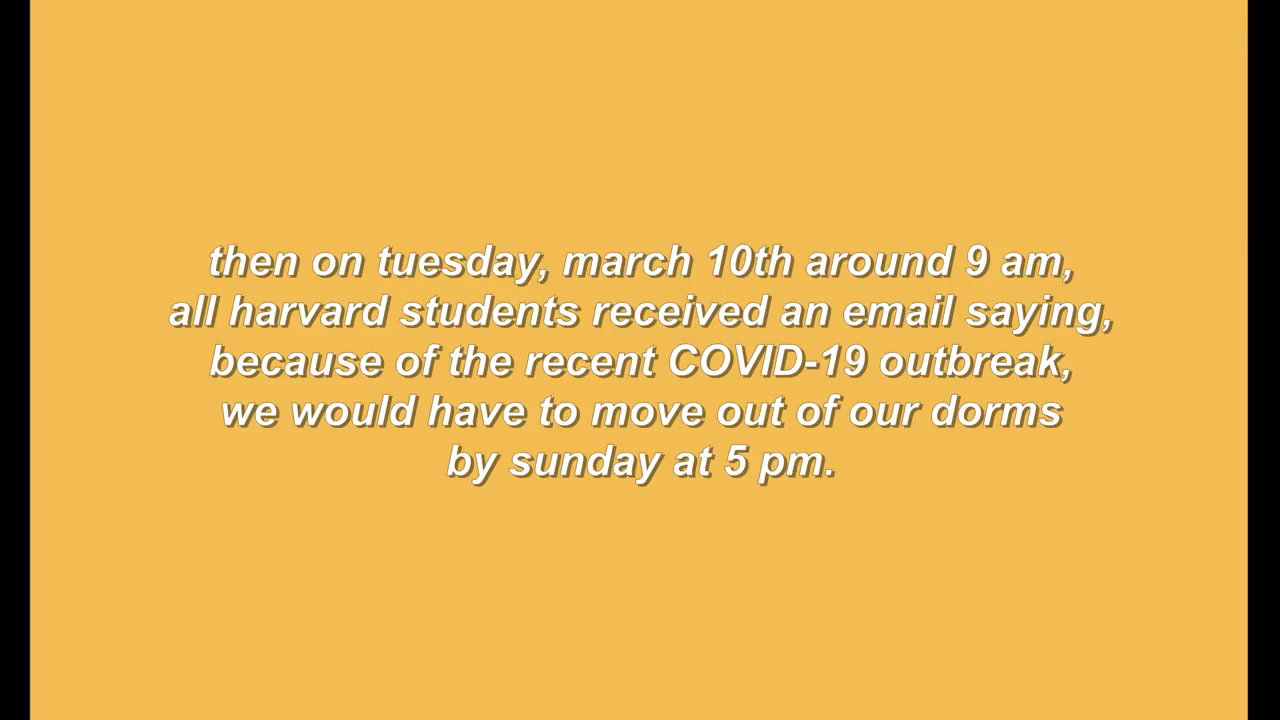 then on tuesday, march 10th around 9 am,
all harvard students received an email saying,
because of the recent COVID-19 outbreak,
we would have to move out of our dorms
by sunday at 5 pm.